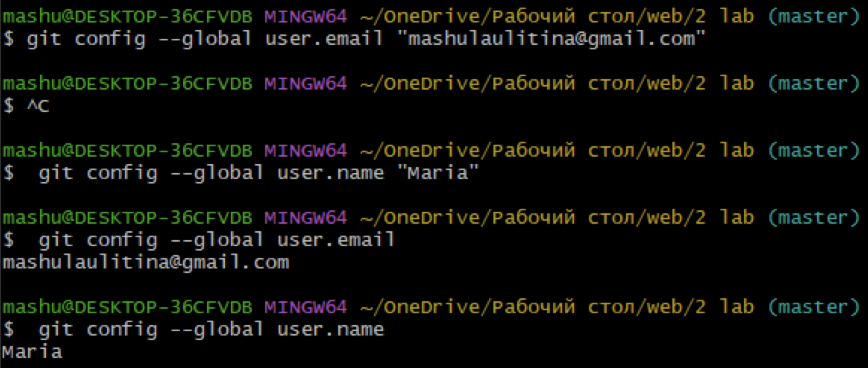 mashu@DESKTOP-36CFVDB MINGW64 ~/OneDrive/Рабочий стол/web/2 lab (master)
$ git config --global user.email "mashulaulitina@gmail.com"
mashu@DESKTOP-36CFVDB MINGW64 ~/OneDrive/Рабочий стол/web/2 lab (master)
$ ^C
mashu@DESKTOP-36CFVDB MINGW64 ~/OneDrive/Рабочий стол/web/2 lab (master)
$  git config --global user.name "Maria"
mashu@DESKTOP-36CFVDB MINGW64 ~/OneDrive/Рабочий стол/web/2 lab (master)
$  git config --global user.email
mashulaulitina@gmail.com
mashu@DESKTOP-36CFVDB MINGW64 ~/OneDrive/Рабочий стол/web/2 lab (master)
$  git config --global user.name
Maria